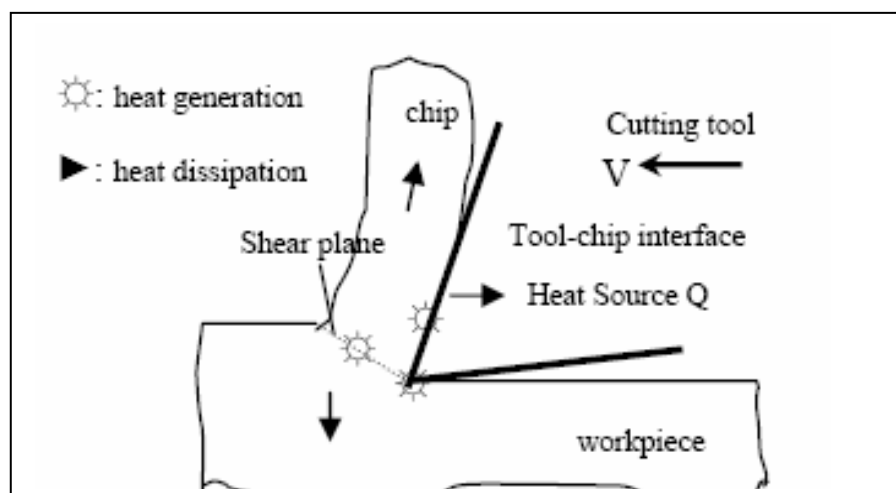 : heat generation
: heat dissipation
chip
Cutting tool
V
Shear plane
Tool-chip interface
Heat Source Q
workpiece